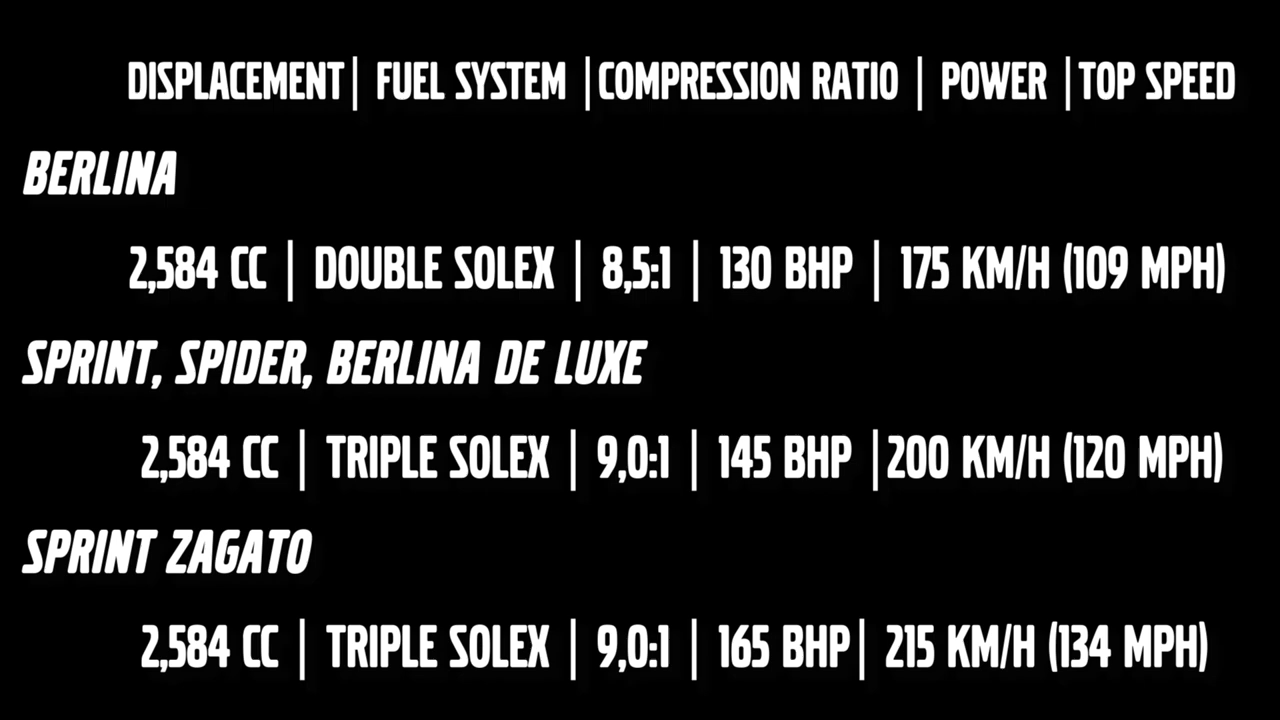 DISPLACEMENT| FUEL SYSTEM |COMPRESSION RATIO | POWER |TOP SPEED
BERLINA
2,584 CC | DOUBLE SOLEX | 8,5:1 | 130 BHP | 175 KM/H (109 MPH)
SPRINT, SPIDER, BERLINA DE LUXE
2,584 CC | TRIPLE SOLEX | 9,0:1 | 145 BHP |200 KM/H (120 MPH)
SPRINT ZAGATO
2,584 CC | TRIPLE SOLEX | 9,0:1 | 165 BHP| 215 KM/H (134 MPH)